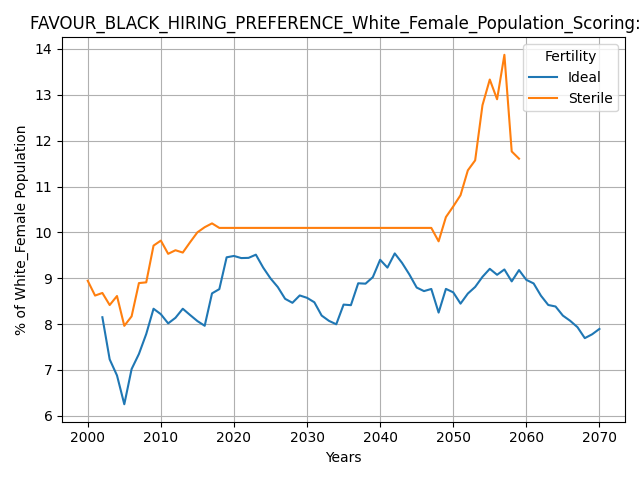 FAVOUR_BLACK_HIRING_PREFERENCE_White_Female_Population_Scoring:
Fertility
Ideal
Sterile
% of White_Female Population
14
13
12
11
10
9
8
7
6
2000 2010 2020 2030 2040 2050 2060 2070
Years